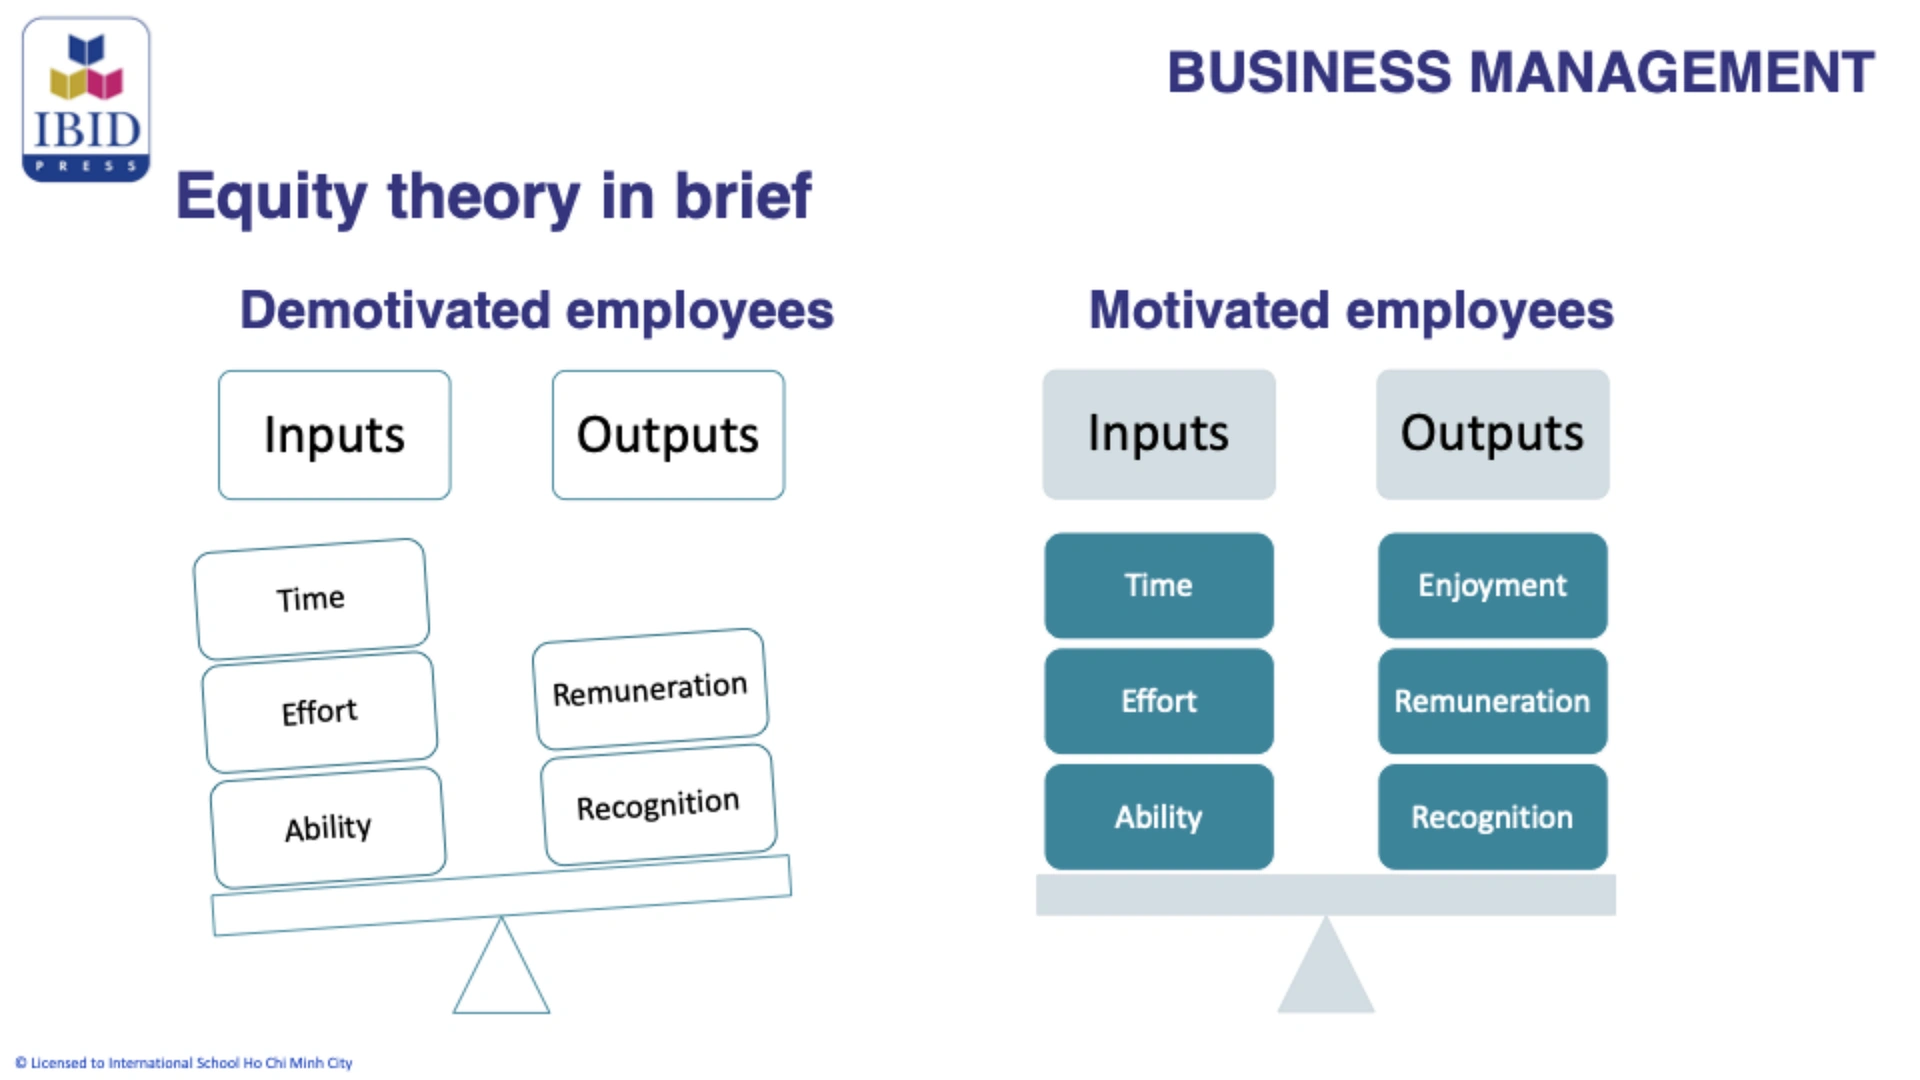 IBID
PRESS
BUSINESS MANAGEMENT
Equity theory in brief
Demotivated employees
Inputs
Outputs
Time
Effort
Ability
Remuneration
Recognition
Motivated employees
Inputs
Outputs
Time
Effort
Ability
Enjoyment
Remuneration
Recognition
© Licensed to International School Ho Chi Minh City